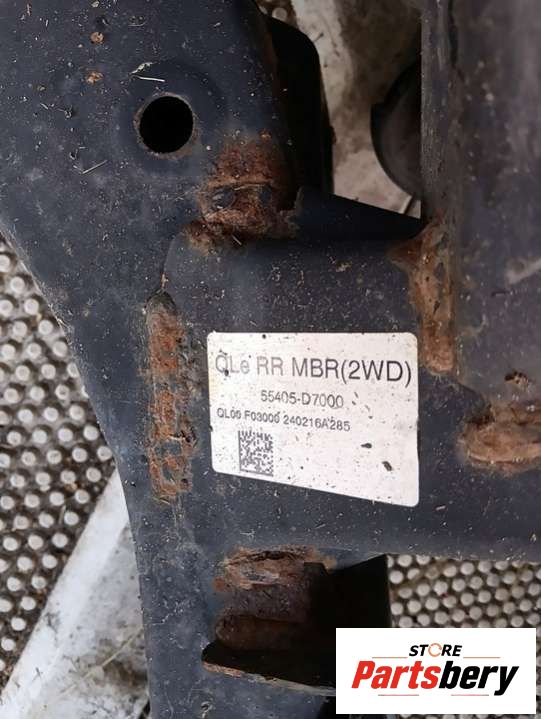 QLe RR MBR(2WD)
55405-D7000
QL00 F03000 240216A285
STORE
Partsbery